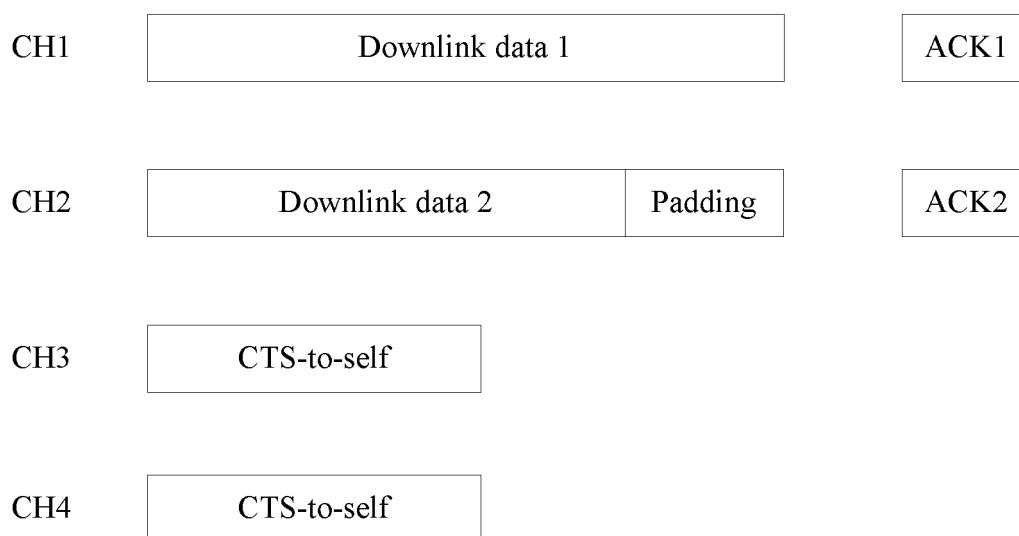 CH1 Downlink data 1 ACK1
CH2 Downlink data 2 Padding ACK2
CH3 CTS-to-self
CH4 CTS-to-self